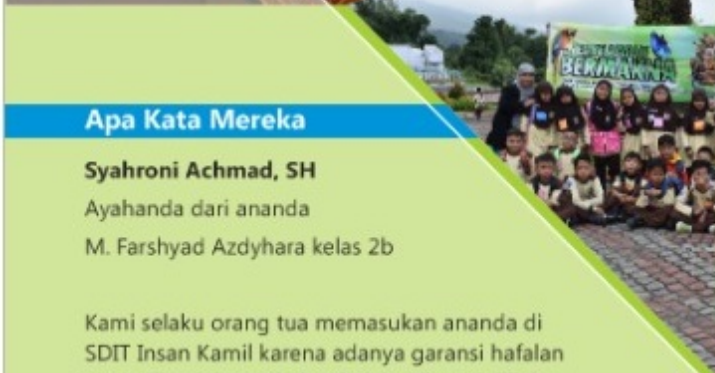 BERMAKNA
Apa Kata Mereka
Syahroni Achmad, SH
Ayahanda dari ananda
M. Farshyad Azdyhara kelas 2b
Kami selaku orang tua memasukan ananda di
SDIT Insan Kamil karena adanya garansi hafalan